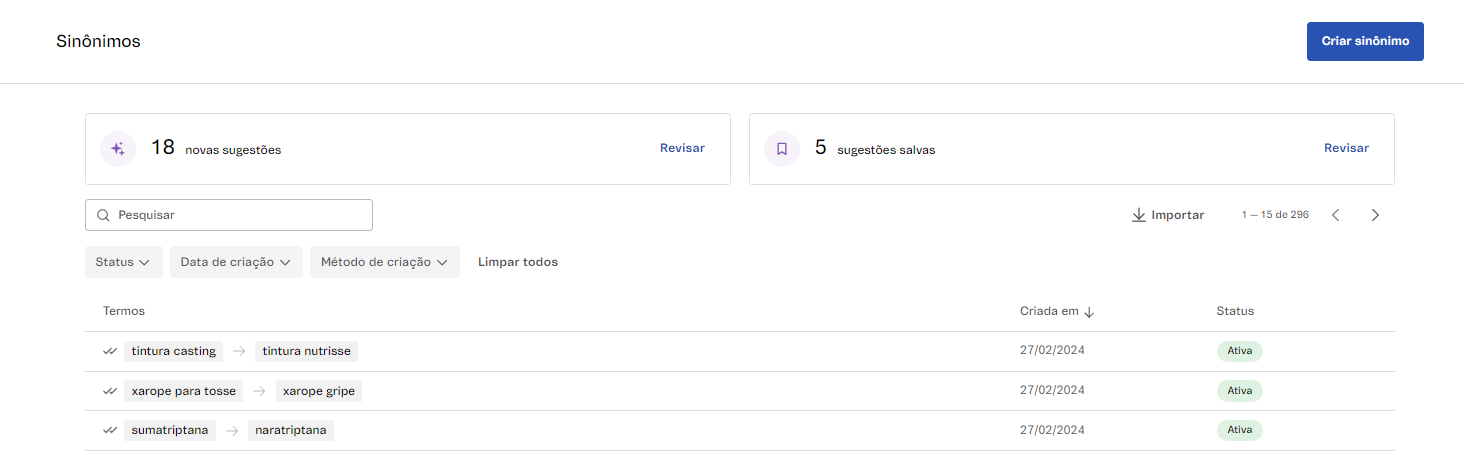 Sinônimos
Criar sinônimo
18 novas sugestões
Revisar
5 sugestões salvas
Revisar
Pesquisar
Importar
1 — 15 de 296
Status
Data de criação
Método de criação
Limpar todos
Termos
Criada em
Status
tintura casting → tintura nutrisse
27/02/2024
Ativa
xarope para tosse → xarope gripe
27/02/2024
Ativa
sumatriptana → naratriptana
27/02/2024
Ativa